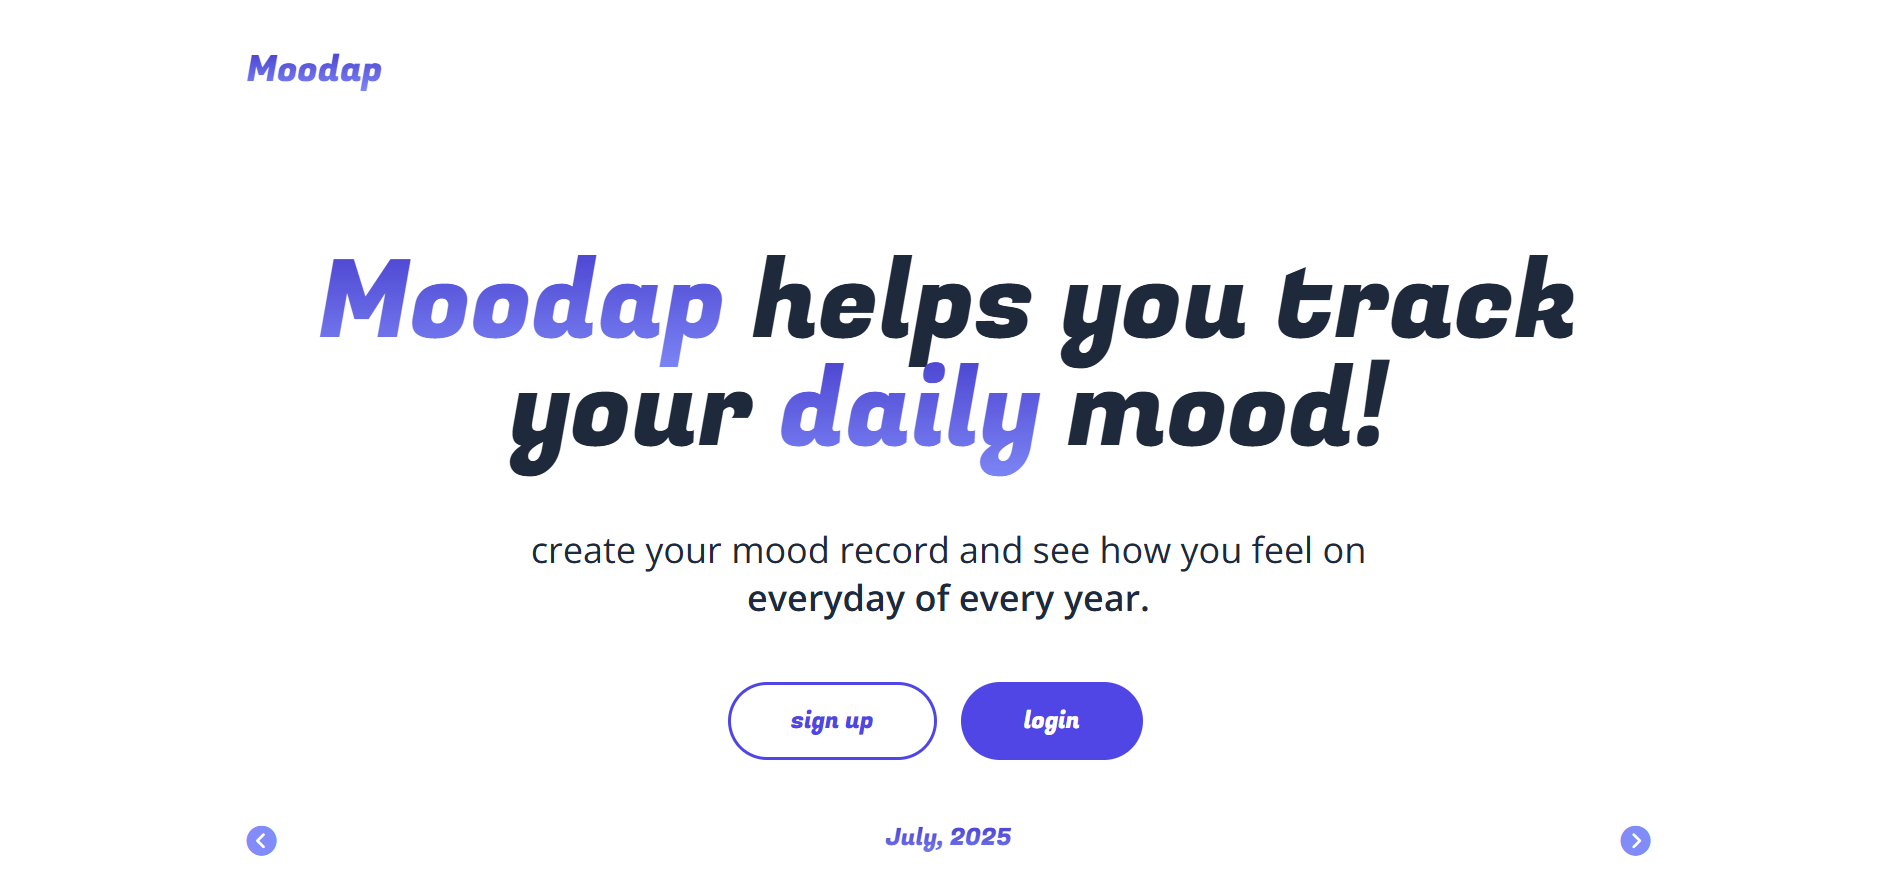 Moodap
Moodap helps you track
your daily mood!
create your mood record and see how you feel on
everyday of every year.
sign up
login
July, 2025